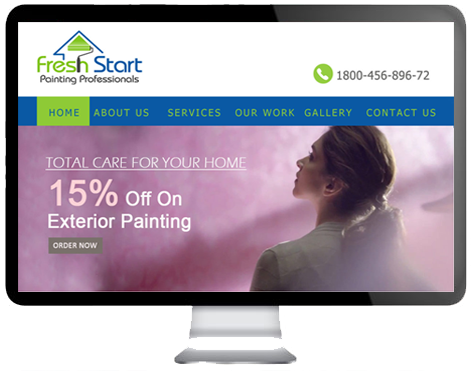 Fresh Start
Painting Professionals
1800-456-896-72
HOME ABOUT US SERVICES OUR WORK GALLERY CONTACT US
TOTAL CARE FOR YOUR HOME
15% Off On
Exterior Painting
ORDER NOW